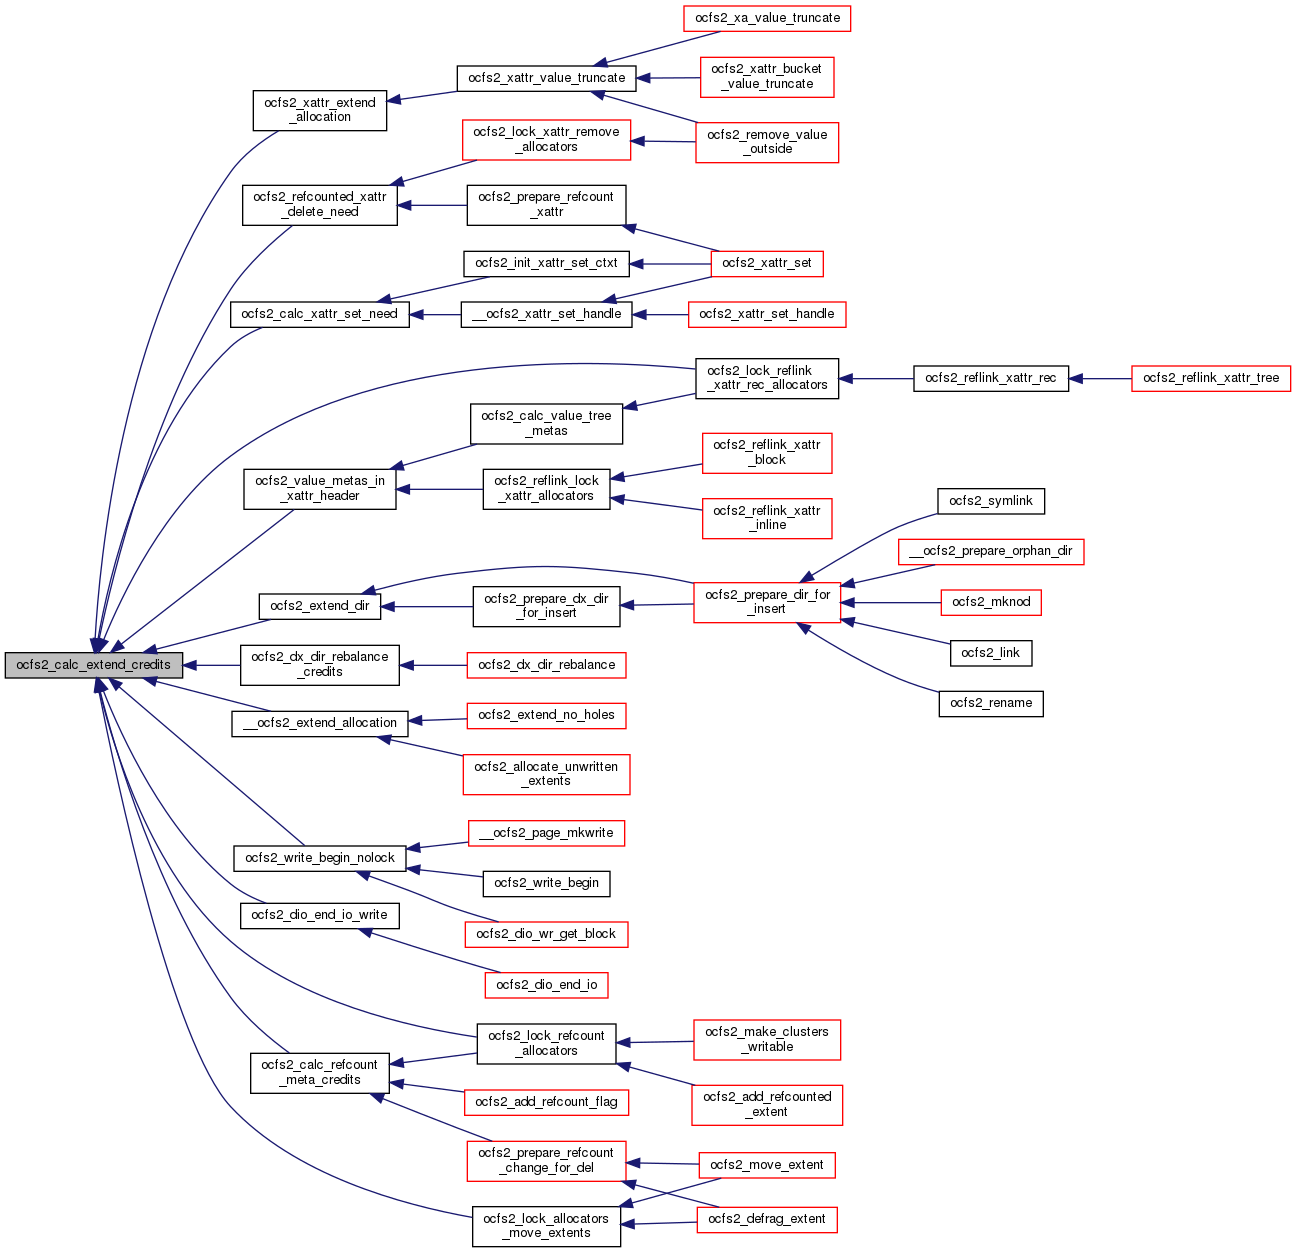 ocfs2_xa_value_truncate
ocfs2_xattr_value_truncate
ocfs2_xattr_bucket
_value_truncate
ocfs2_xattr_extend
_allocation
ocfs2_remove_value
_outside
ocfs2_lock_xattr_remove
_allocators
ocfs2_refcounted_xattr
_delete_need
ocfs2_prepare_refcount
_xattr
ocfs2_init_xattr_set_ctxt
ocfs2_xattr_set
ocfs2_calc_xattr_set_need
__ocfs2_xattr_set_handle
ocfs2_xattr_set_handle
ocfs2_lock_reflink
_xattr_rec_allocators
ocfs2_reflink_xattr_rec
ocfs2_reflink_xattr_tree
ocfs2_calc_value_tree
_metas
ocfs2_reflink_xattr
_block
ocfs2_value_metas_in
_xattr_header
ocfs2_reflink_lock
_xattr_allocators
ocfs2_reflink_xattr
_inline
ocfs2_symlink
__ocfs2_prepare_orphan_dir
ocfs2_extend_dir
ocfs2_prepare_dx_dir
_for_insert
ocfs2_prepare_dir_for
_insert
ocfs2_mknod
ocfs2_link
ocfs2_rename
ocfs2_calc_extend_credits
ocfs2_dx_dir_rebalance
_credits
ocfs2_dx_dir_rebalance
__ocfs2_extend_allocation
ocfs2_extend_no_holes
ocfs2_allocate_unwritten
_extents
__ocfs2_page_mkwrite
ocfs2_write_begin_nolock
ocfs2_write_begin
ocfs2_dio_end_io_write
ocfs2_dio_wr_get_block
ocfs2_dio_end_io
ocfs2_lock_refcount
_allocators
ocfs2_make_clusters
_writable
ocfs2_calc_refcount
_meta_credits
ocfs2_add_refcount_flag
ocfs2_add_refcounted
_extent
ocfs2_prepare_refcount
_change_for_del
ocfs2_move_extent
ocfs2_lock_allocators
_move_extents
ocfs2_defrag_extent